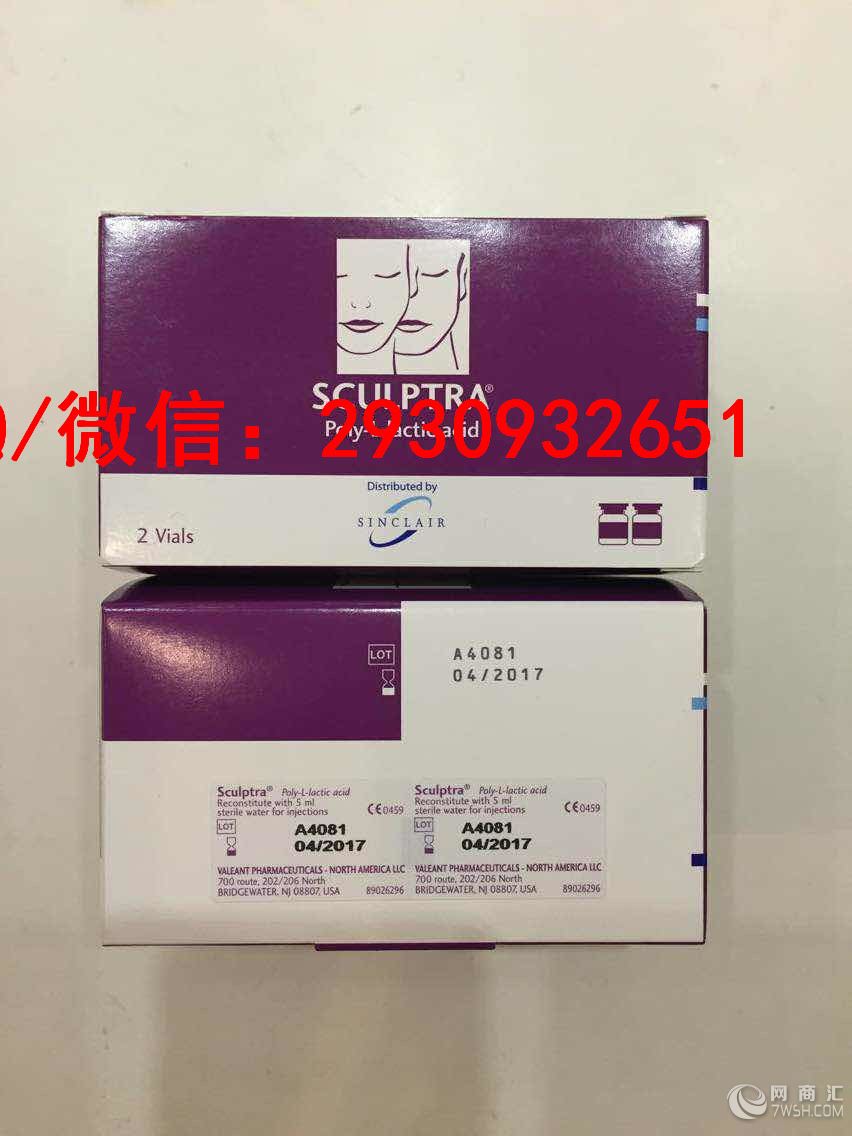 SCULPTRA®
Q/微信：2930932651
Poly-L-lactic acid
Distributed by
SINCLAIR
2 Vials
LOT
A4081
04/2017
Sculptra® Poly-L-lactic acid
Reconstitute with 5 ml
sterile water for injections
CE0459
LOT
A4081
04/2017
VALEANT PHARMACEUTICALS - NORTH AMERICA LLC
700 route, 202/206 North
BRIDGEWATER, NJ 08807, USA 89026296
Sculptra® Poly-L-lactic acid
Reconstitute with 5 ml
sterile water for injections
CE0459
LOT
A4081
04/2017
VALEANT PHARMACEUTICALS - NORTH AMERICA LLC
700 route, 202/206 North
BRIDGEWATER, NJ 08807, USA 89026296
网商汇
7WSH.COM